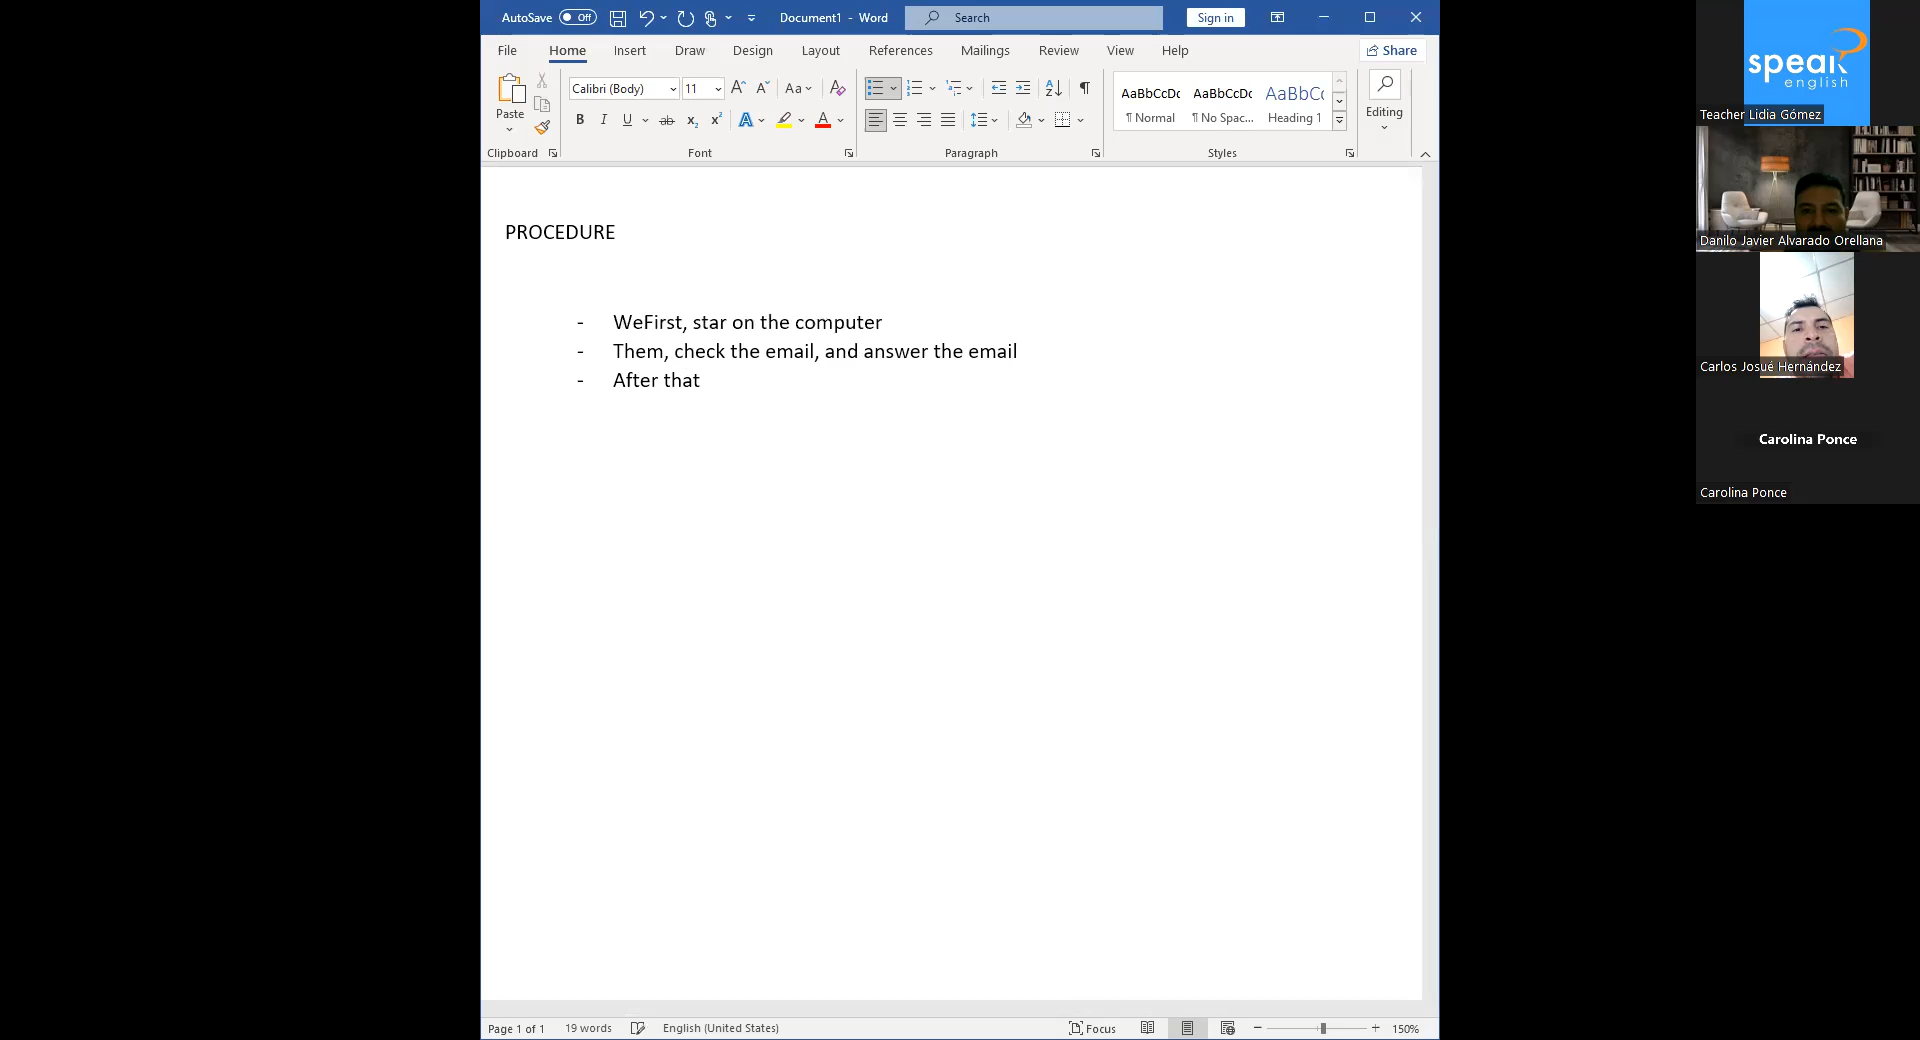 AutoSave Off Document1 - Word Search Sign in
File Home Insert Draw Design Layout References Mailings Review View Help Share
Paste
Clipboard
Calibri (Body) 11
Font
Paragraph
AaBbCcDc AaBbCcDc AaBbCc
¶ Normal ¶ No Spac... Heading 1
Styles
Editing
PROCEDURE
- WeFirst, star on the computer
- Them, check the email, and answer the email
- After that
Page 1 of 1 19 words English (United States) Focus 150%
speak
english
Teacher Lidia Gómez
Danilo Javier Alvarado Orellana
Carlos Josué Hernández
Carolina Ponce
Carolina Ponce